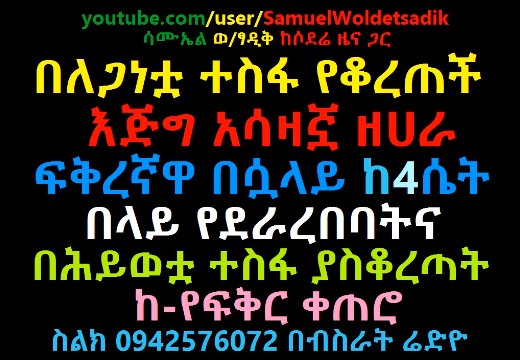 youtube.com/user/SamuelWoldetsadik
ሳሙኤል ወ/ፃዲቅ ከሶደሬ ዜና ጋር
በለጋነቷ ተስፋ የቆረጠች
እጅግ አሳዛኟ ዘሀራ
ፍቅረኛዋ በሷላይ ከ4ሴት
በላይ የደራረበባትና
በሕይወቷ ተስፋ ያስቆረጣት
ከ-የፍቅር ቀጠሮ
ስልክ 0942576072 በብስራት ሬድዮ